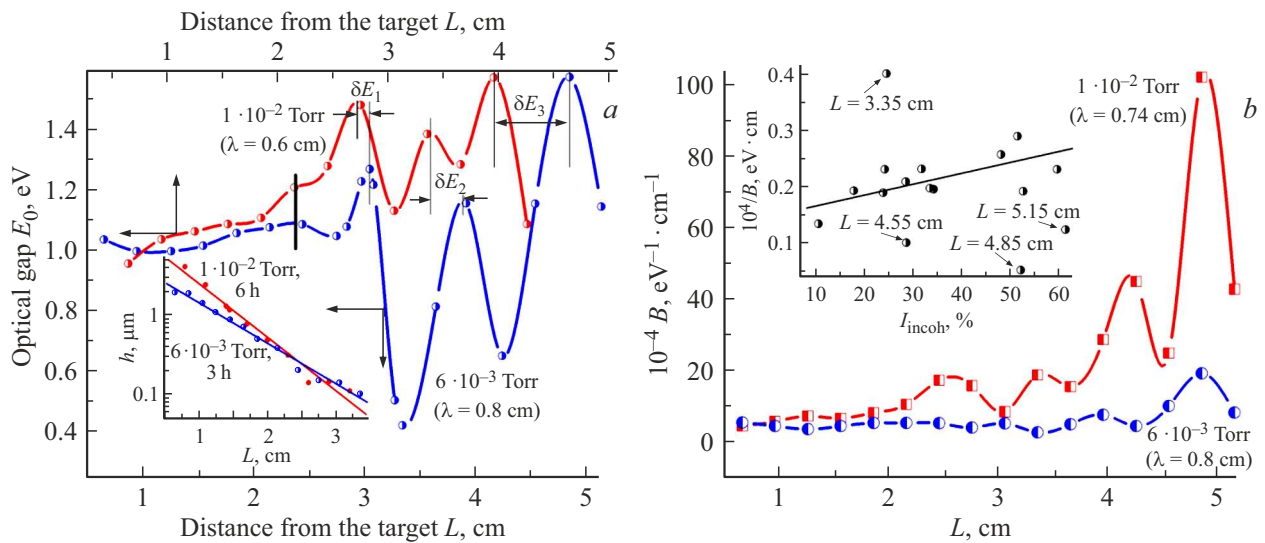 Distance from the target L, cm
1 2 3 4 5
a
Optical gap E₀, eV
1.4
1.2
1.0
0.8
0.6
0.4
1 ·10⁻² Torr
(λ = 0.6 cm)
δE₁
δE₂
δE₃
6 ·10⁻³ Torr
(λ = 0.8 cm)
1 ·10⁻² Torr,
6 h
6 ·10⁻³ Torr,
3 h
h, μm
1
0.1
1 2 3
L, cm
1 2 3 4 5
Distance from the target L, cm
b
10⁻⁴ B, eV⁻¹ · cm⁻¹
100
80
60
40
20
0
1 ·10⁻² Torr
(λ = 0.74 cm)
6 ·10⁻³ Torr
(λ = 0.8 cm)
10⁴/B, eV · cm
0.4
0.3
0.2
0.1
L = 3.35 cm
L = 4.55 cm
L = 5.15 cm
L = 4.85 cm
10 20 30 40 50 60
I incoh, %
1 2 3 4 5
L, cm